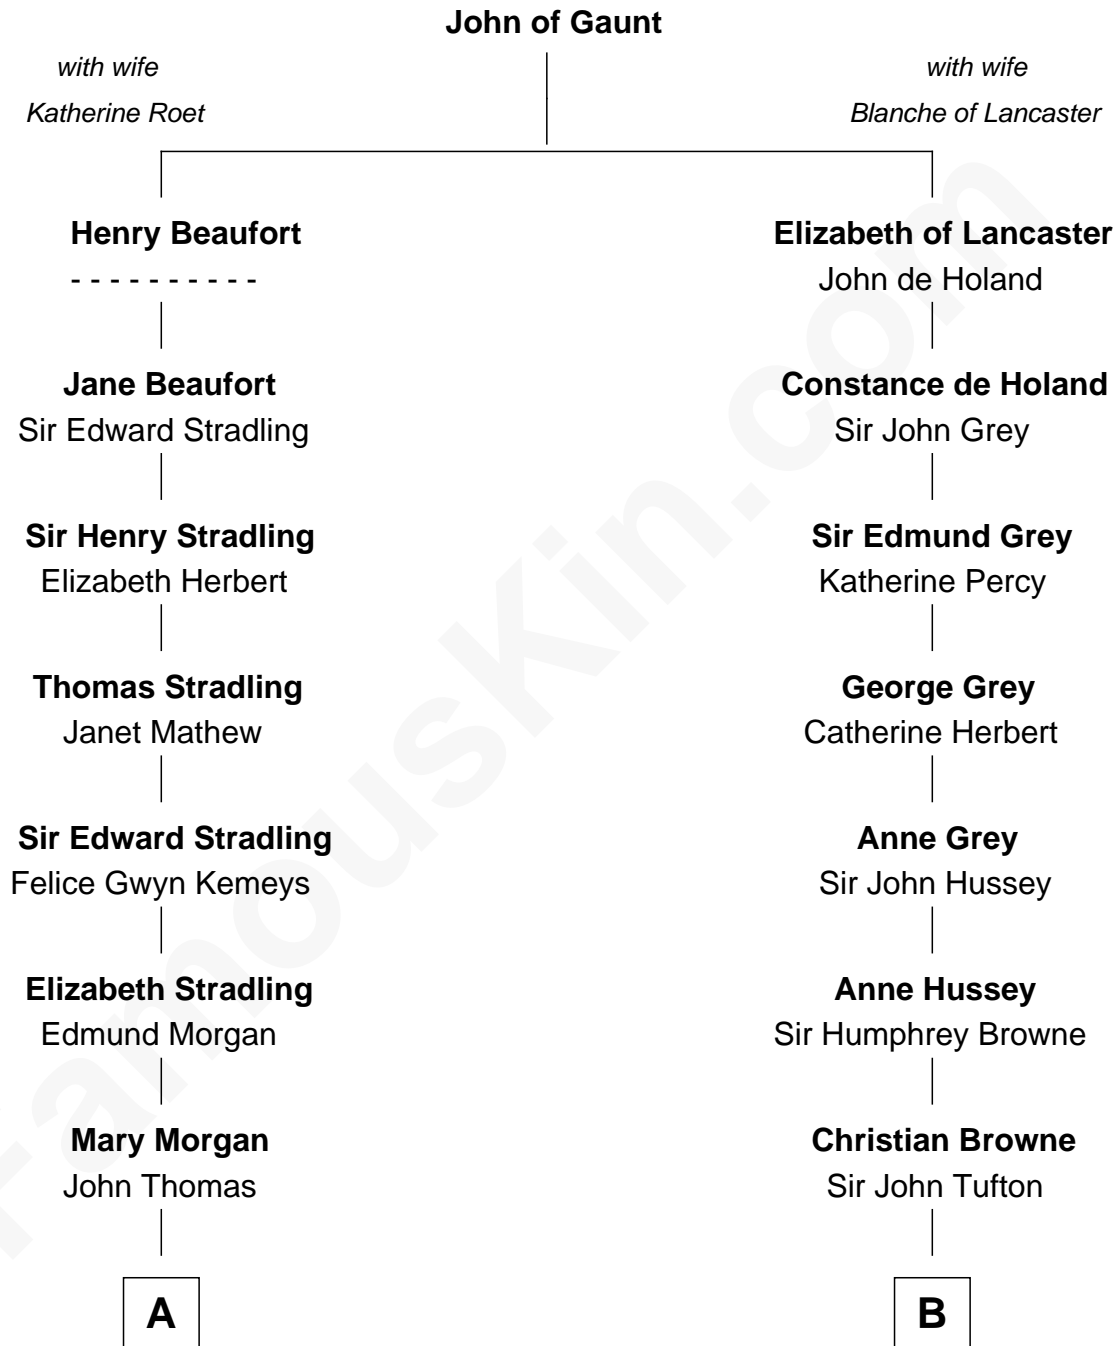 John of Gaunt
with wife
Katherine Roet
with wife
Blanche of Lancaster
Henry Beaufort
- - - - - - - - - -
Jane Beaufort
Sir Edward Stradling
Sir Henry Stradling
Elizabeth Herbert
Thomas Stradling
Janet Mathew
Sir Edward Stradling
Felice Gwyn Kemeys
Elizabeth Stradling
Edmund Morgan
Mary Morgan
John Thomas
A
Elizabeth of Lancaster
John de Holand
Constance de Holand
Sir John Grey
Sir Edmund Grey
Katherine Percy
George Grey
Catherine Herbert
Anne Grey
Sir John Hussey
Anne Hussey
Sir Humphrey Browne
Christian Browne
Sir John Tufton
B
FamousKin.com